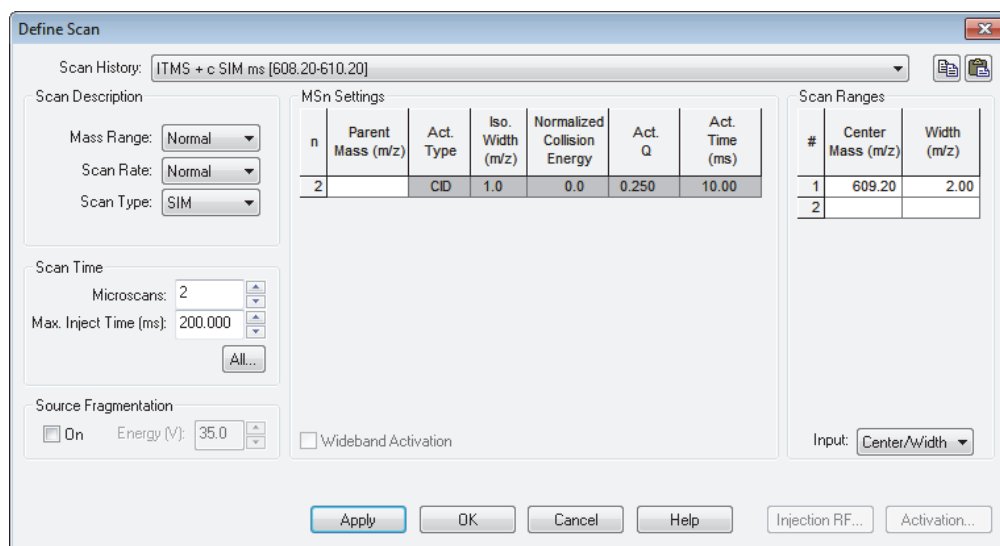 Define Scan
Scan History: ITMS + c SIM ms [608.20-610.20]
Scan Description
Mass Range: Normal
Scan Rate: Normal
Scan Type: SIM
Scan Time
Microscans: 2
Max. Inject Time (ms): 200.000
All...
Source Fragmentation
On Energy (V): 35.0
MSn Settings
n Parent Mass (m/z) Act. Type Iso. Width (m/z) Normalized Collision Energy Act. Q Act. Time (ms)
2 CID 1.0 0.0 0.250 10.00
Wideband Activation
Scan Ranges
# Center Mass (m/z) Width (m/z)
1 609.20 2.00
2
Input: Center/Width
Apply OK Cancel Help Injection RF... Activation...